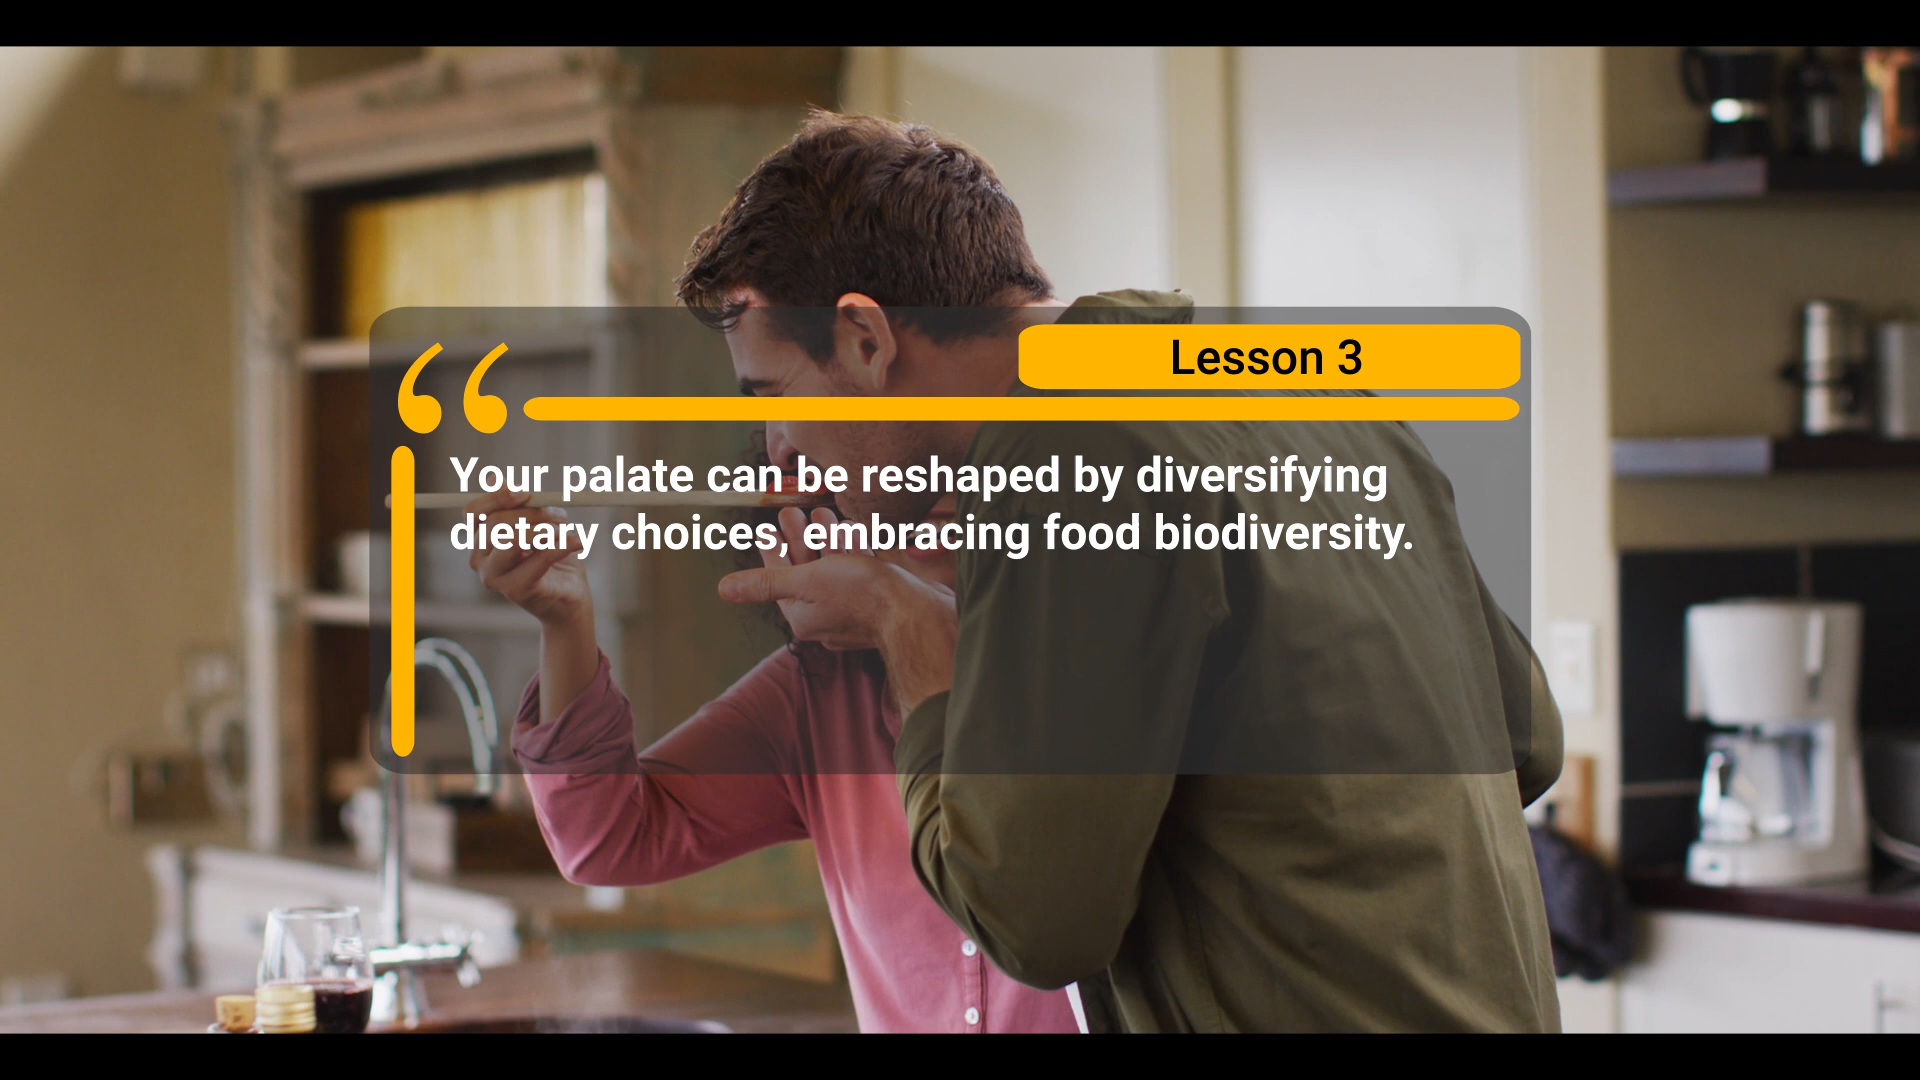 Lesson 3
Your palate can be reshaped by diversifying
dietary choices, embracing food biodiversity.